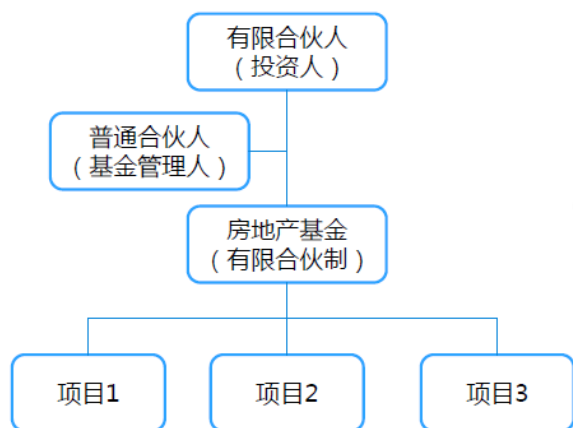 有限合伙人
（投资人）
普通合伙人
（基金管理人）
房地产基金
（有限合伙制）
项目1
项目2
项目3